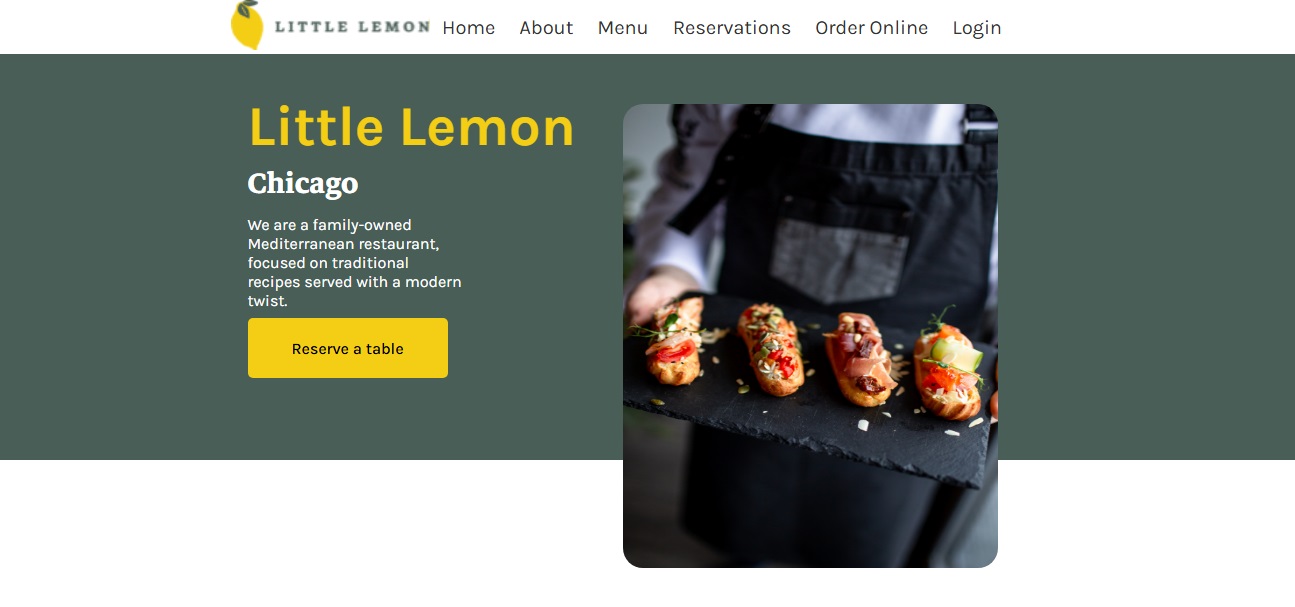 LITTLE LEMON Home About Menu Reservations Order Online Login
Little Lemon
Chicago
We are a family-owned
Mediterranean restaurant,
focused on traditional
recipes served with a modern
twist.
Reserve a table